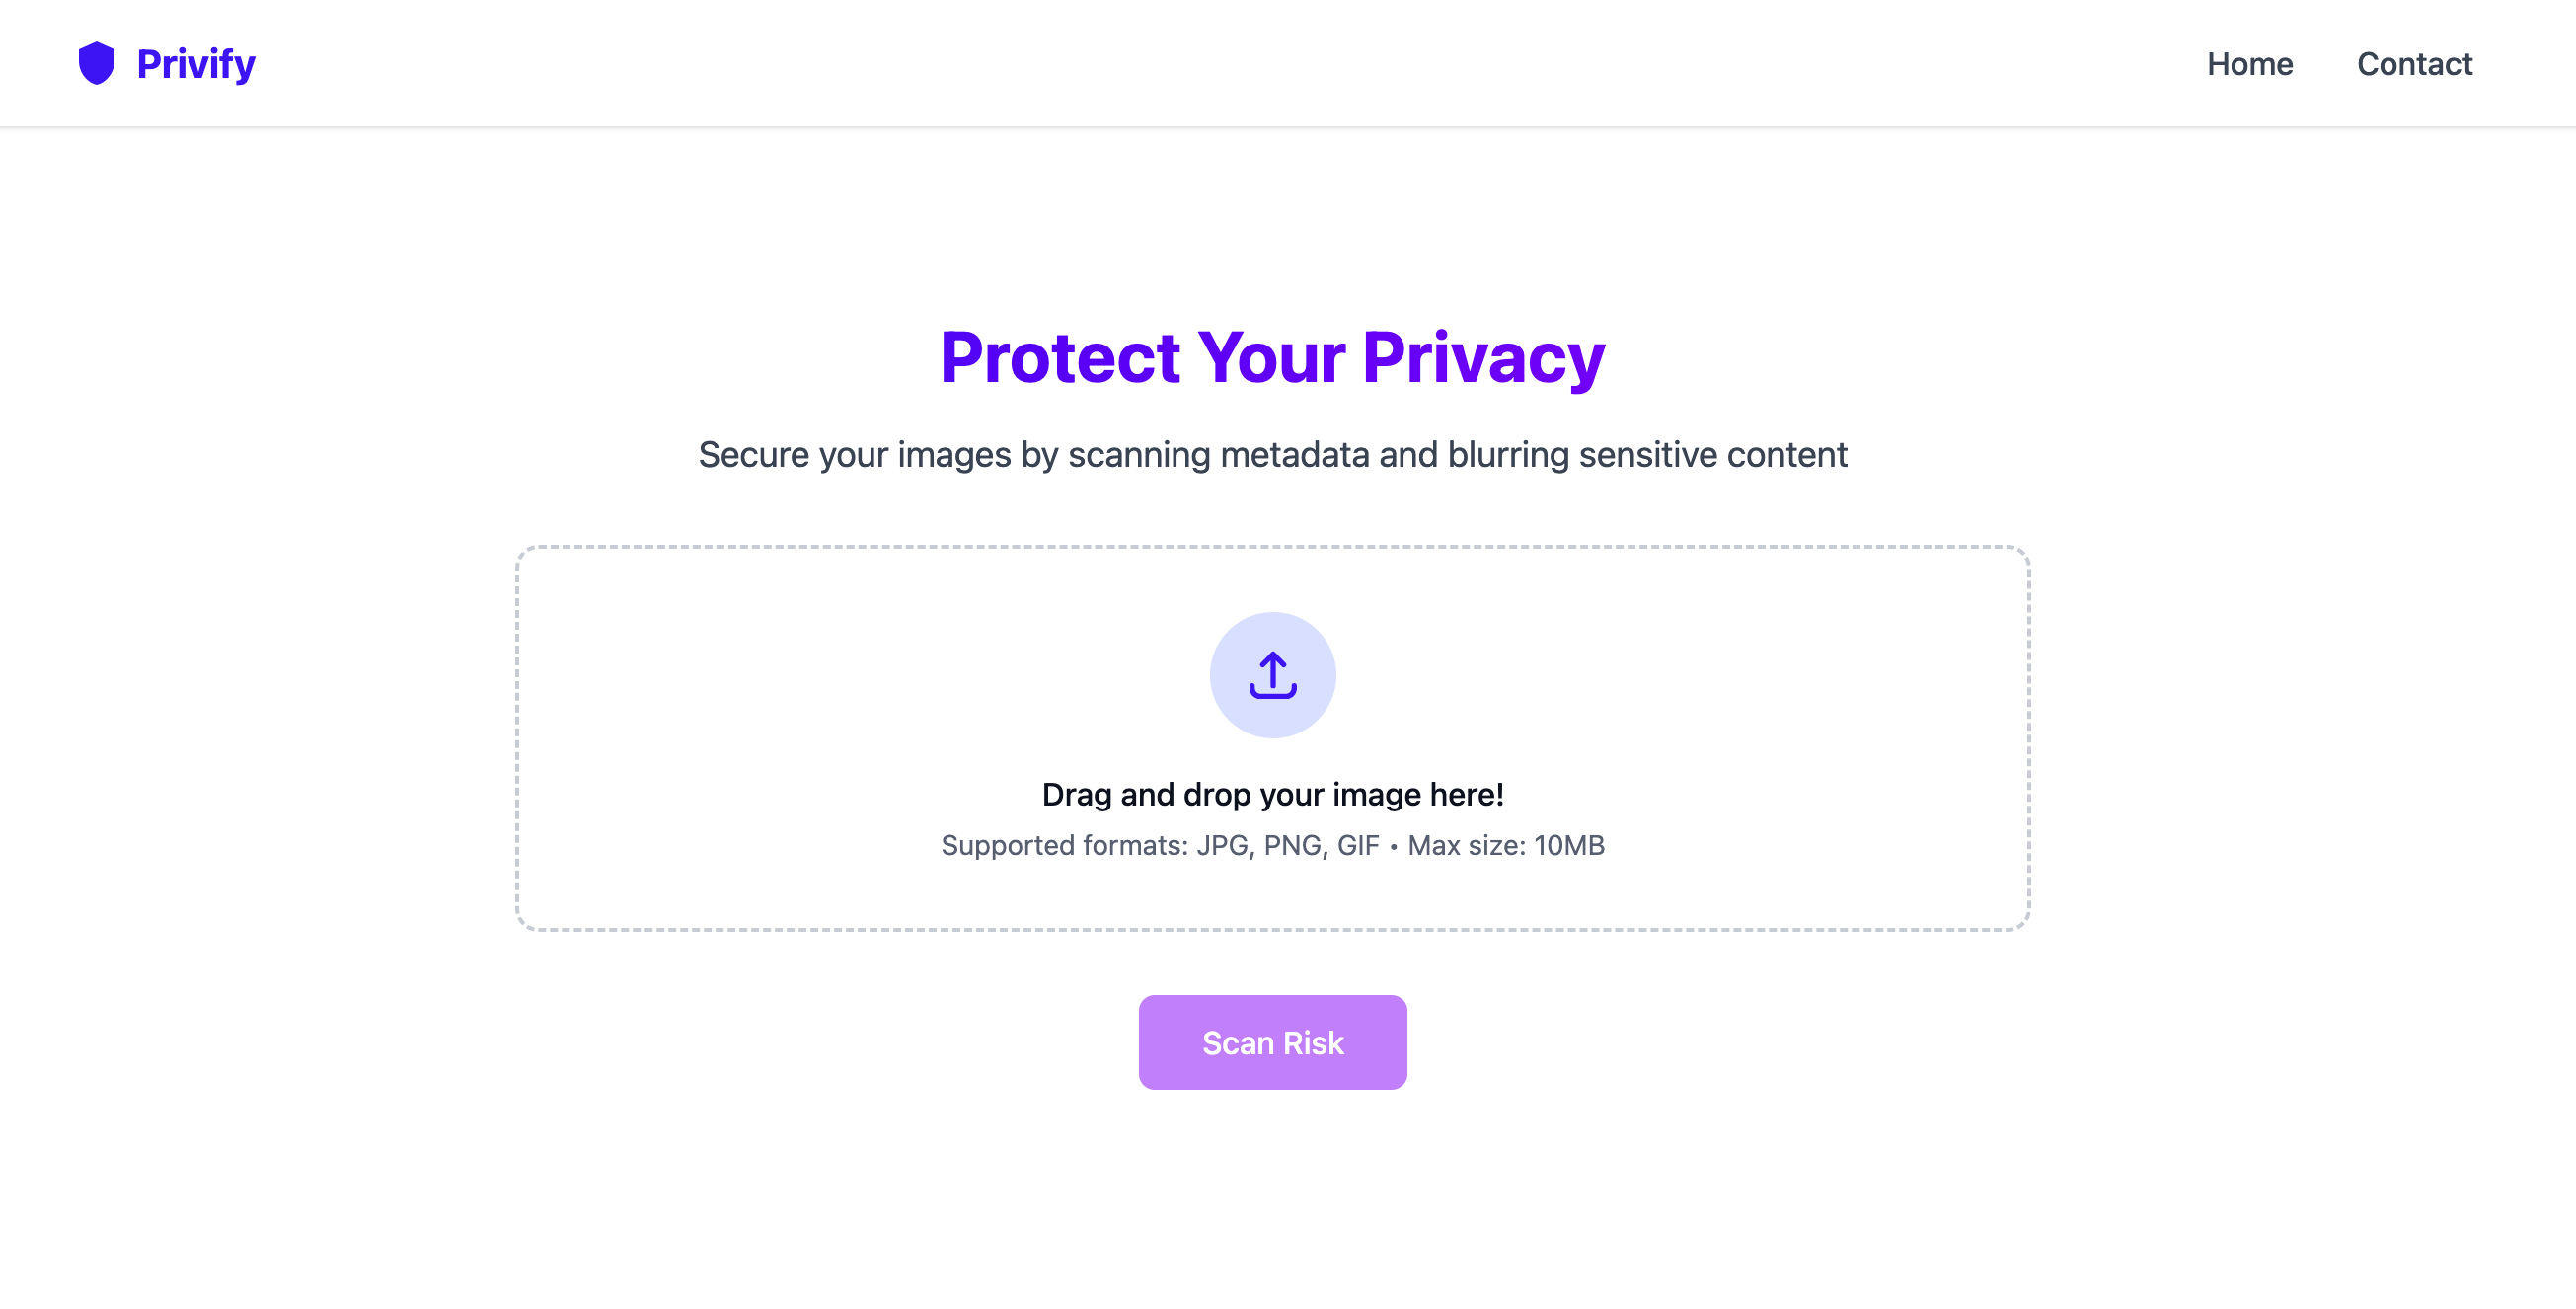 Privify
Home
Contact
Protect Your Privacy
Secure your images by scanning metadata and blurring sensitive content
Drag and drop your image here!
Supported formats: JPG, PNG, GIF • Max size: 10MB
Scan Risk